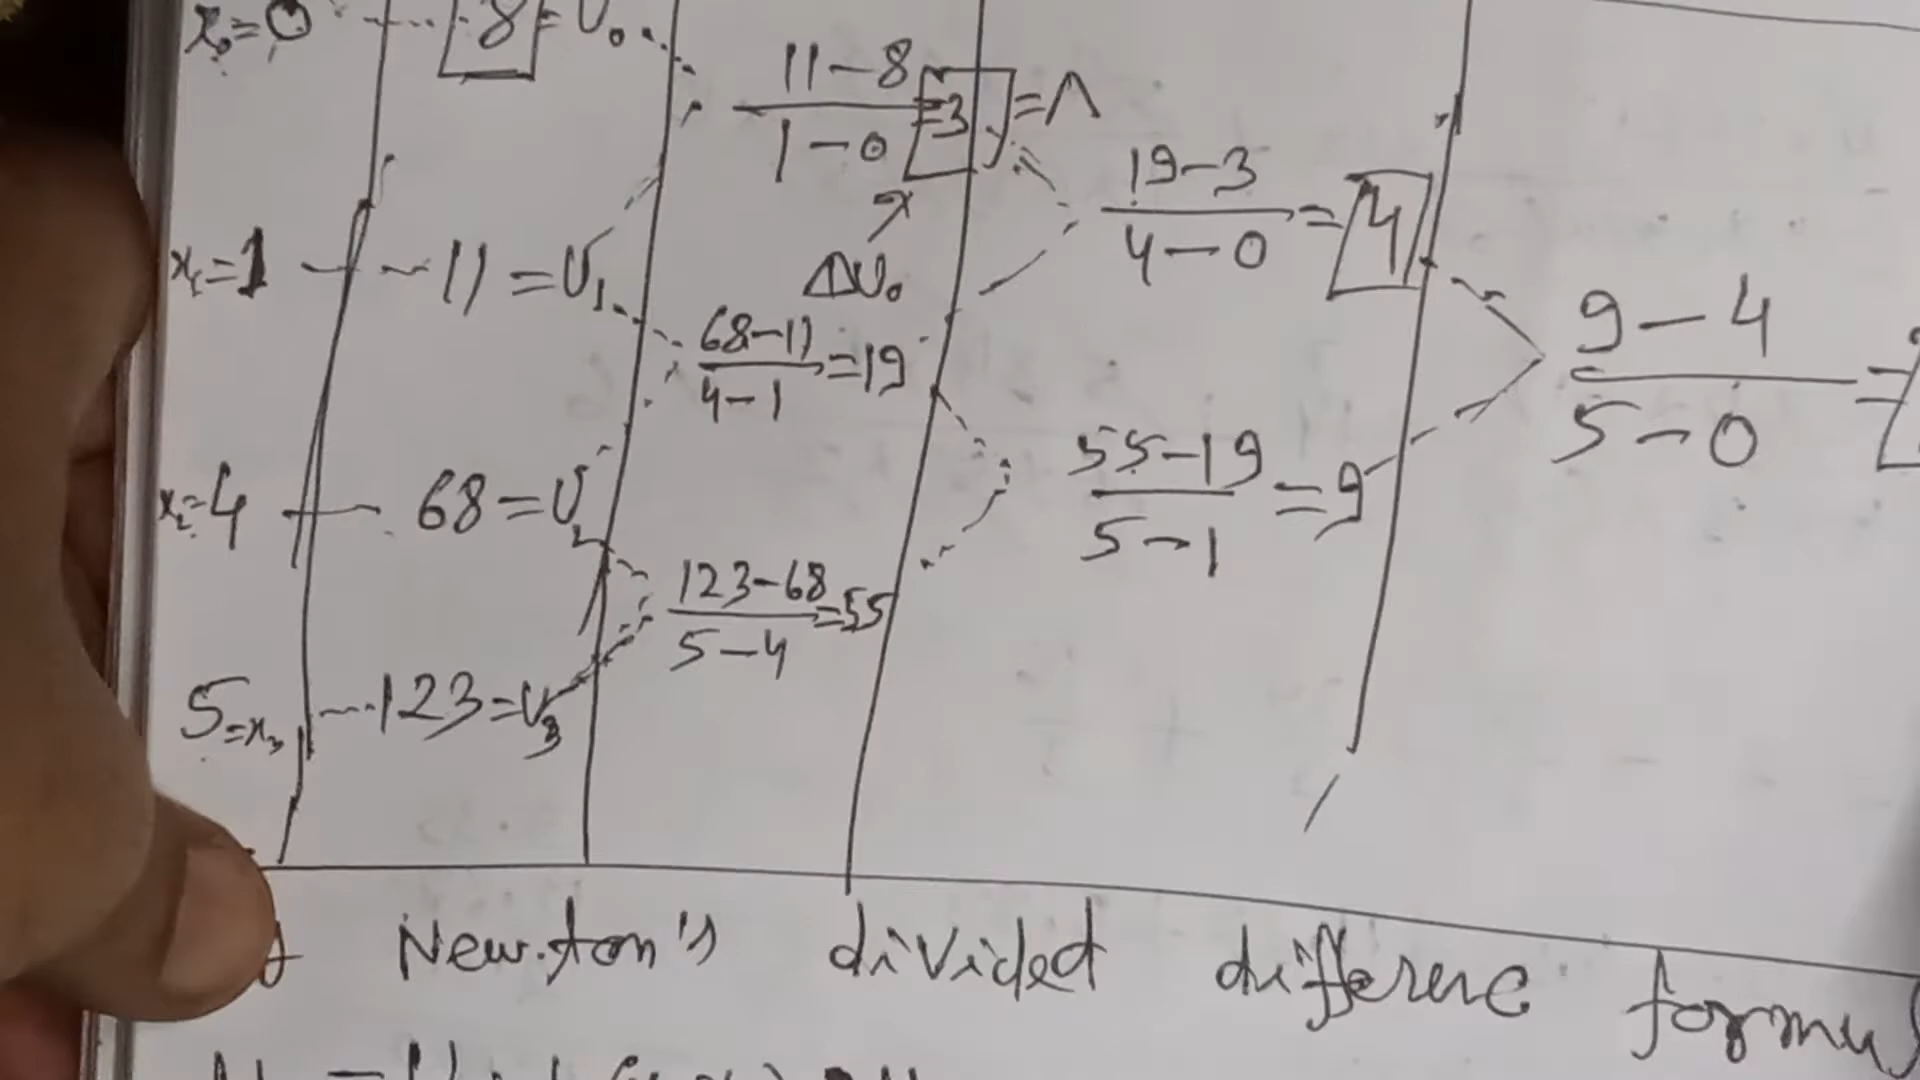 x₀=0 8 = U₀
11-8
1-0 =3 =Λ
19-3
4-0 = 4
x₁=1 11 = U₁
ΔU₀
68-11
4-1 =19
9-4
5-0 =
55-19
5-1 =9
x₂=4 68=U₂
123-68
5-4 =55
5=x₃ 123=U₃
Newton's divided differenc formu